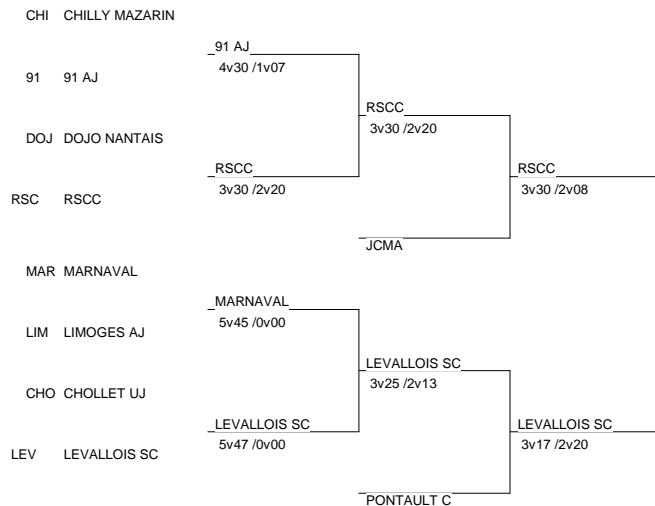 CHI CHILLY MAZARIN
91 AJ
4v30 /1v07
91 91 AJ
RSCC
3v30 /2v20
DOJ DOJO NANTAIS
RSCC
3v30 /2v20
RSCC
3v30 /2v08
RSC RSCC
JCMA
MAR MARNAVAL
MARNAVAL
5v45 /0v00
LIM LIMOGES AJ
LEVALLOIS SC
3v25 /2v13
CHO CHOLLET UJ
LEVALLOIS SC
5v47 /0v00
LEVALLOIS SC
3v17 /2v20
LEV LEVALLOIS SC
PONTAULT C